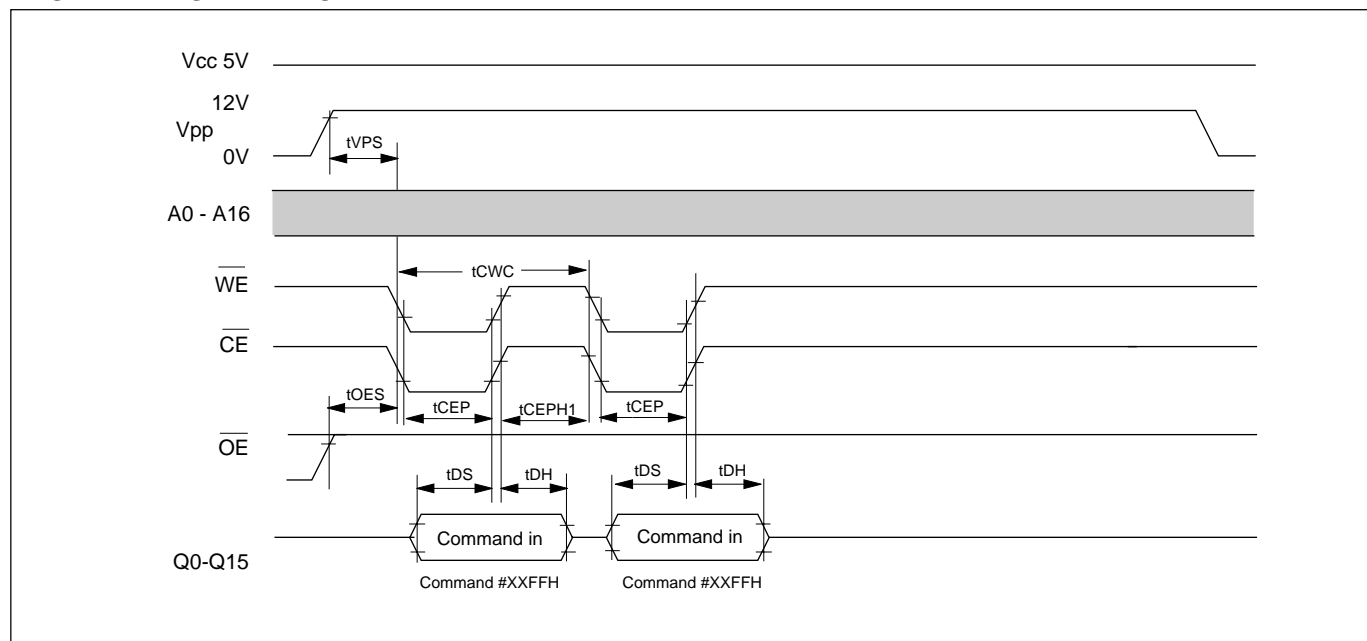 Vcc 5V
12V
Vpp
tVPS
0V
A0 - A16
tCWC
WE
CE
tOES
tCEP
tCEPH1
tCEP
OE
tDS
tDH
tDS
tDH
Command in
Command in
Q0-Q15
Command #XXFFH
Command #XXFFH